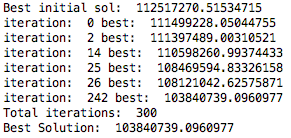 Best initial sol:  112517270.51534715
iteration:  0 best:  111499228.05044755
iteration:  2 best:  111397489.00310521
iteration:  14 best:  110598260.99374433
iteration:  25 best:  108469594.83326158
iteration:  26 best:  108121042.62575871
iteration:  242 best:  103840739.0960977
Total iterations:  300
Best Solution:  103840739.0960977